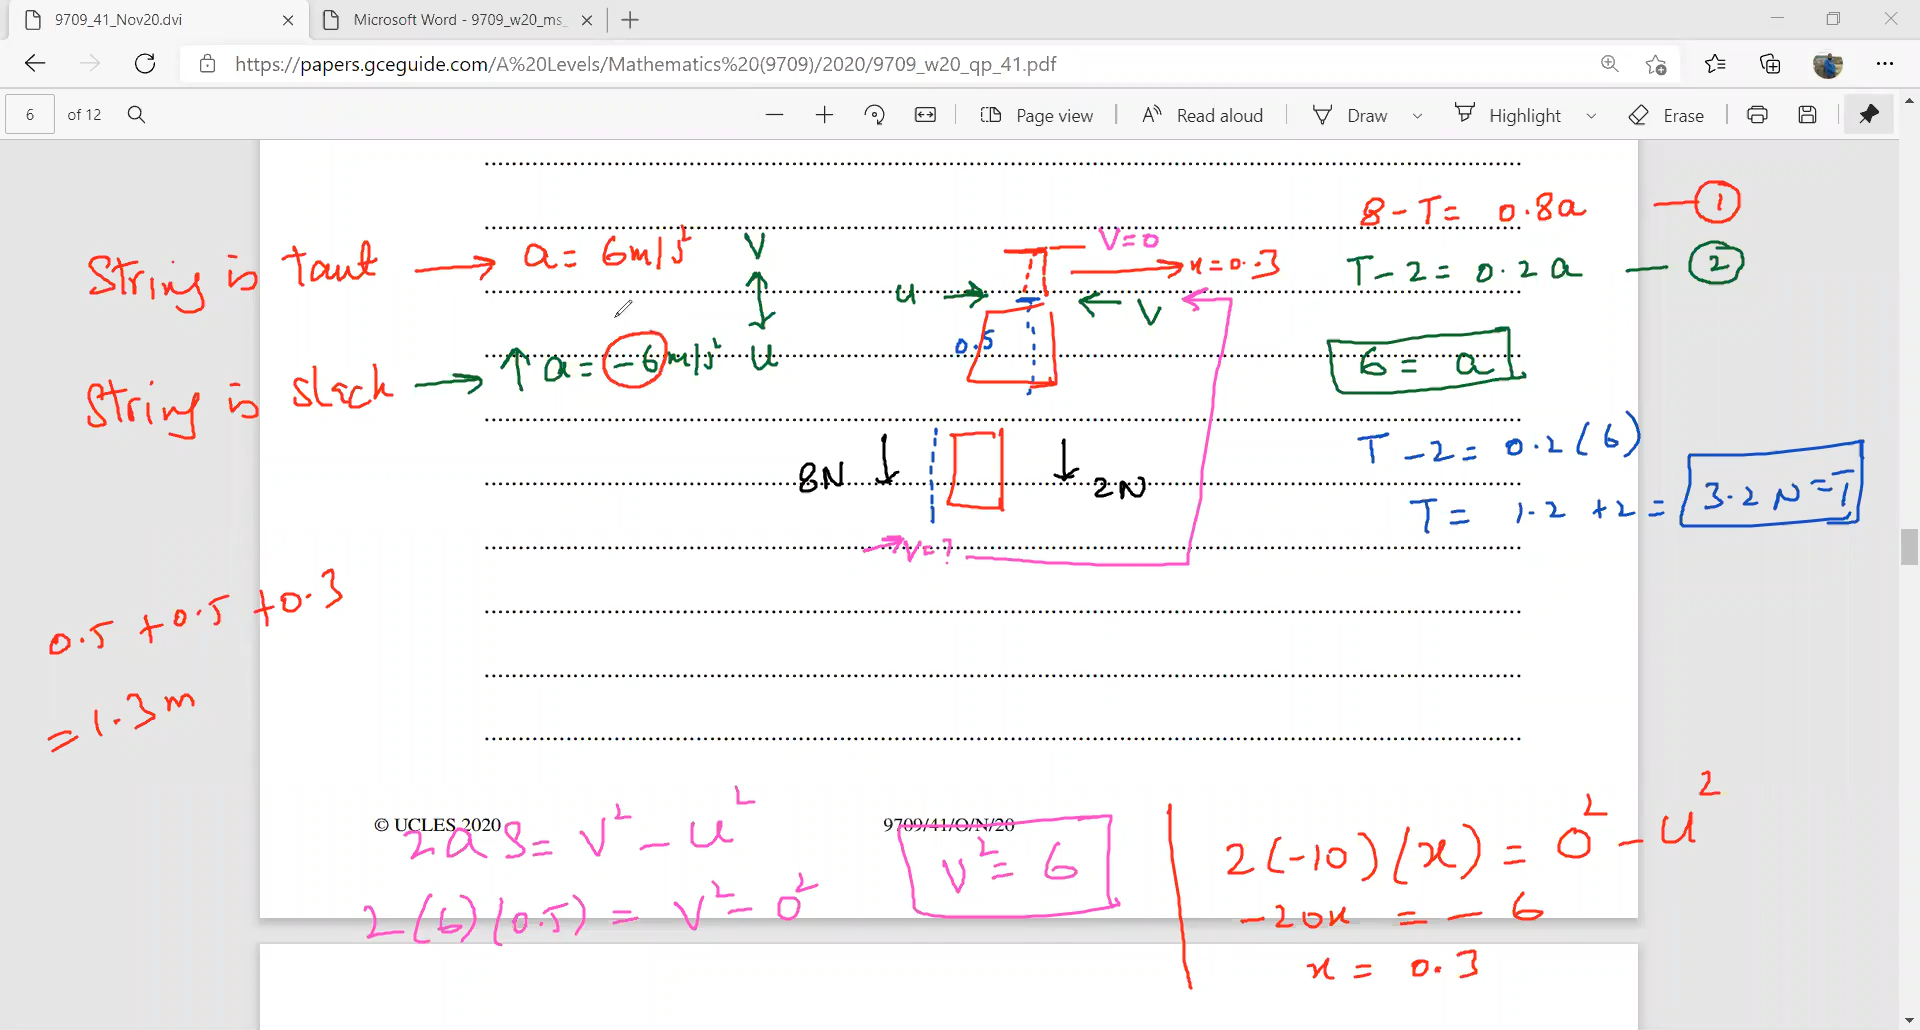 9709_41_Nov20.dvi
Microsoft Word - 9709_w20_ms_
https://papers.gceguide.com/A%20Levels/Mathematics%20(9709)/2020/9709_w20_qp_41.pdf
6 of 12
Page view
Read aloud
Draw
Highlight
Erase
8 - T = 0.8a — 1
T - 2 = 0.2a — 2
6 = a
T - 2 = 0.2(6)
T = 1.2 + 2 = 3.2 N = T
String is taut → a = 6m/s²
String is slack → ↑ a = -6m/s²
V
u
V=0
x=0.3
u →
← V
0.5
8N
2N
V=?
0.5 + 0.5 + 0.3
= 1.3 m
© UCLES 2020
9709/41/O/N/20
2as = V² - u²
2(6)(0.5) = V² - 0²
V² = 6
2(-10)(x) = 0² - u²
-20x = -6
x = 0.3